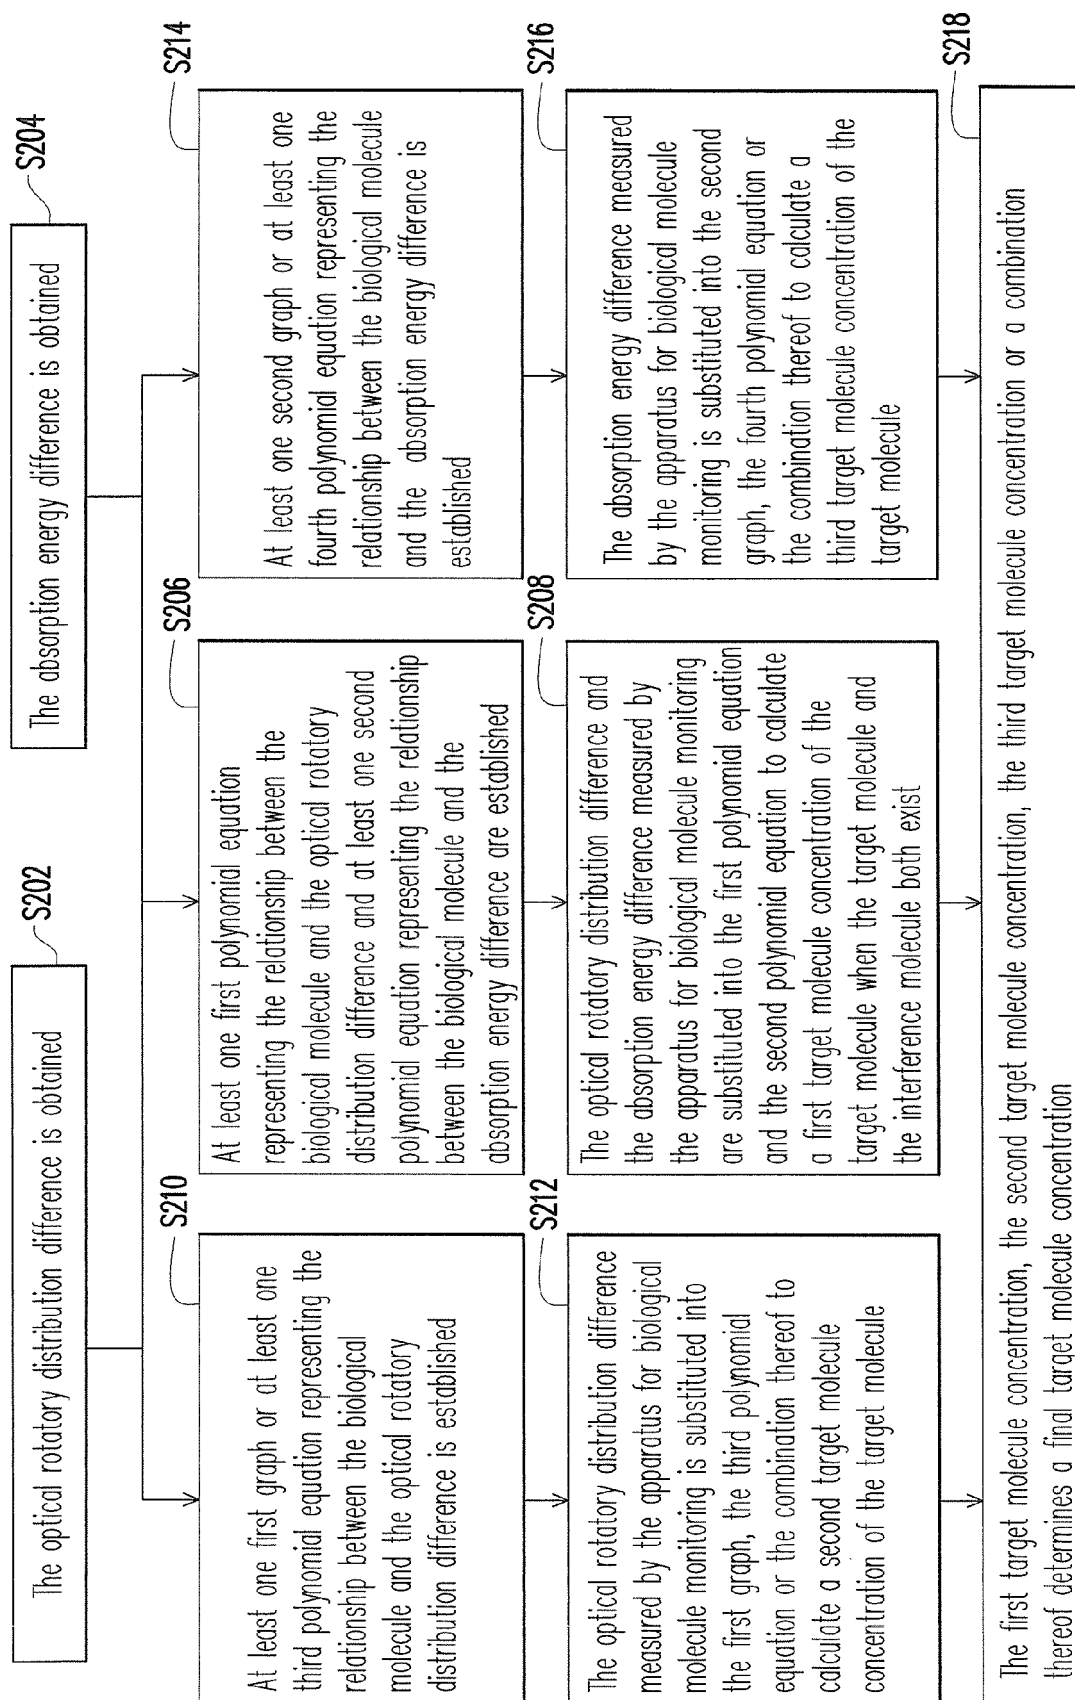 The optical rotatory distribution difference is obtained
S202
The absorption energy difference is obtained
S204
S210
At least one first graph or at least one
third polynomial equation representing the
relationship between the biological
molecule and the optical rotatory
distribution difference is established
S206
At least one first polynomial equation
representing the relationship between the
biological molecule and the optical rotatory
distribution difference and at least one second
polynomial equation representing the relationship
between the biological molecule and the
absorption energy difference are established
S214
At least one second graph or at least one
fourth polynomial equation representing the
relationship between the biological molecule
and the absorption energy difference is
established
S212
The optical rotatory distribution difference
measured by the apparatus for biological
molecule monitoring is substituted into
the first graph, the third polynomial
equation or the combination thereof to
calculate a second target molecule
concentration of the target molecule
S208
The optical rotatory distribution difference and
the absorption energy difference measured by
the apparatus for biological molecule monitoring
are substituted into the first polynomial equation
and the second polynomial equation to calculate
a first target molecule concentration of the
target molecule when the target molecule and
the interference molecule both exist
S216
The absorption energy difference measured
by the apparatus for biological molecule
monitoring is substituted into the second
graph, the fourth polynomial equation or
the combination thereof to calculate a
third target molecule concentration of the
target molecule
S218
The first target molecule concentration, the second target molecule concentration, the third target molecule concentration or a combination
thereof determines a final target molecule concentration